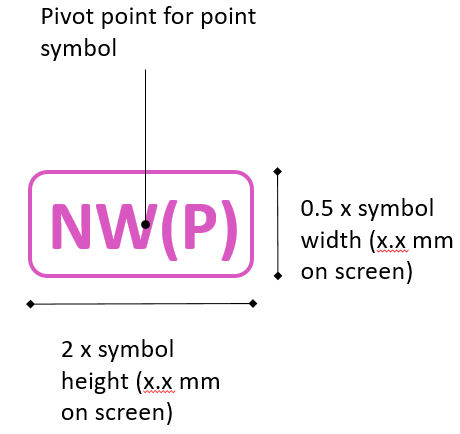 Pivot point for point
symbol
NW(P)
0.5 x symbol
width (x.x mm
on screen)
2 x symbol
height (x.x mm
on screen)